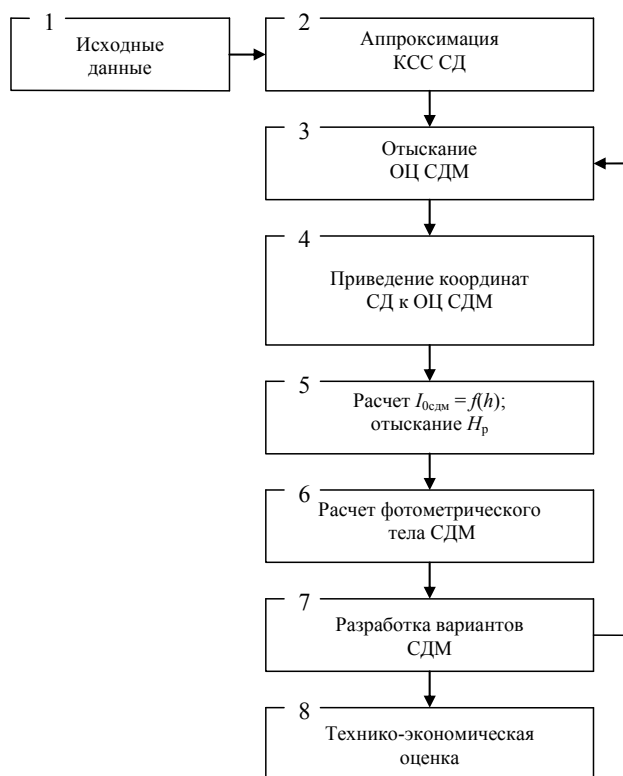 1
Исходные
данные
2
Аппроксимация
КСС СД
3
Отыскание
ОЦ СДМ
4
Приведение координат
СД к ОЦ СДМ
5
Расчет I0сдм = f(h);
отыскание Hр
6
Расчет фотометрического
тела СДМ
7
Разработка вариантов
СДМ
8
Технико-экономическая
оценка